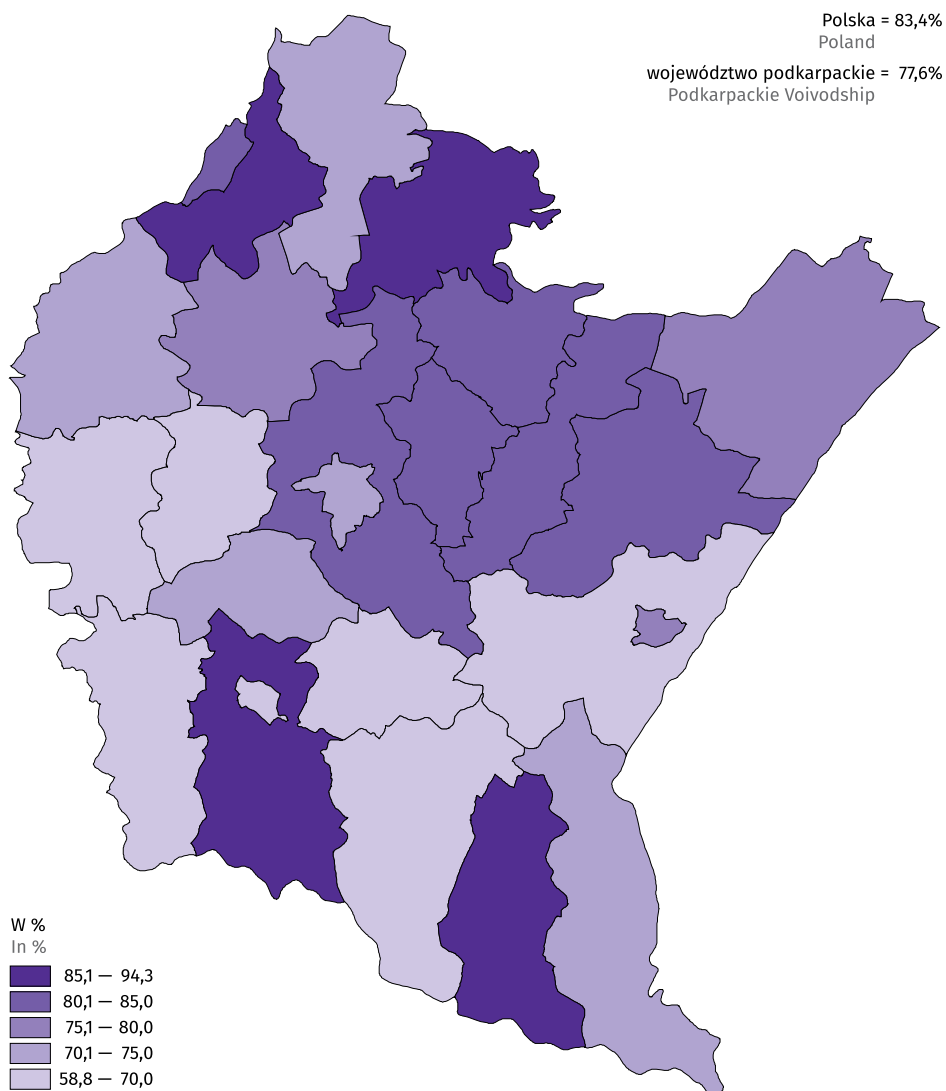 Polska = 83,4%
Poland
województwo podkarpackie = 77,6%
Podkarpackie Voivodship
W %
In %
85,1 — 94,3
80,1 — 85,0
75,1 — 80,0
70,1 — 75,0
58,8 — 70,0